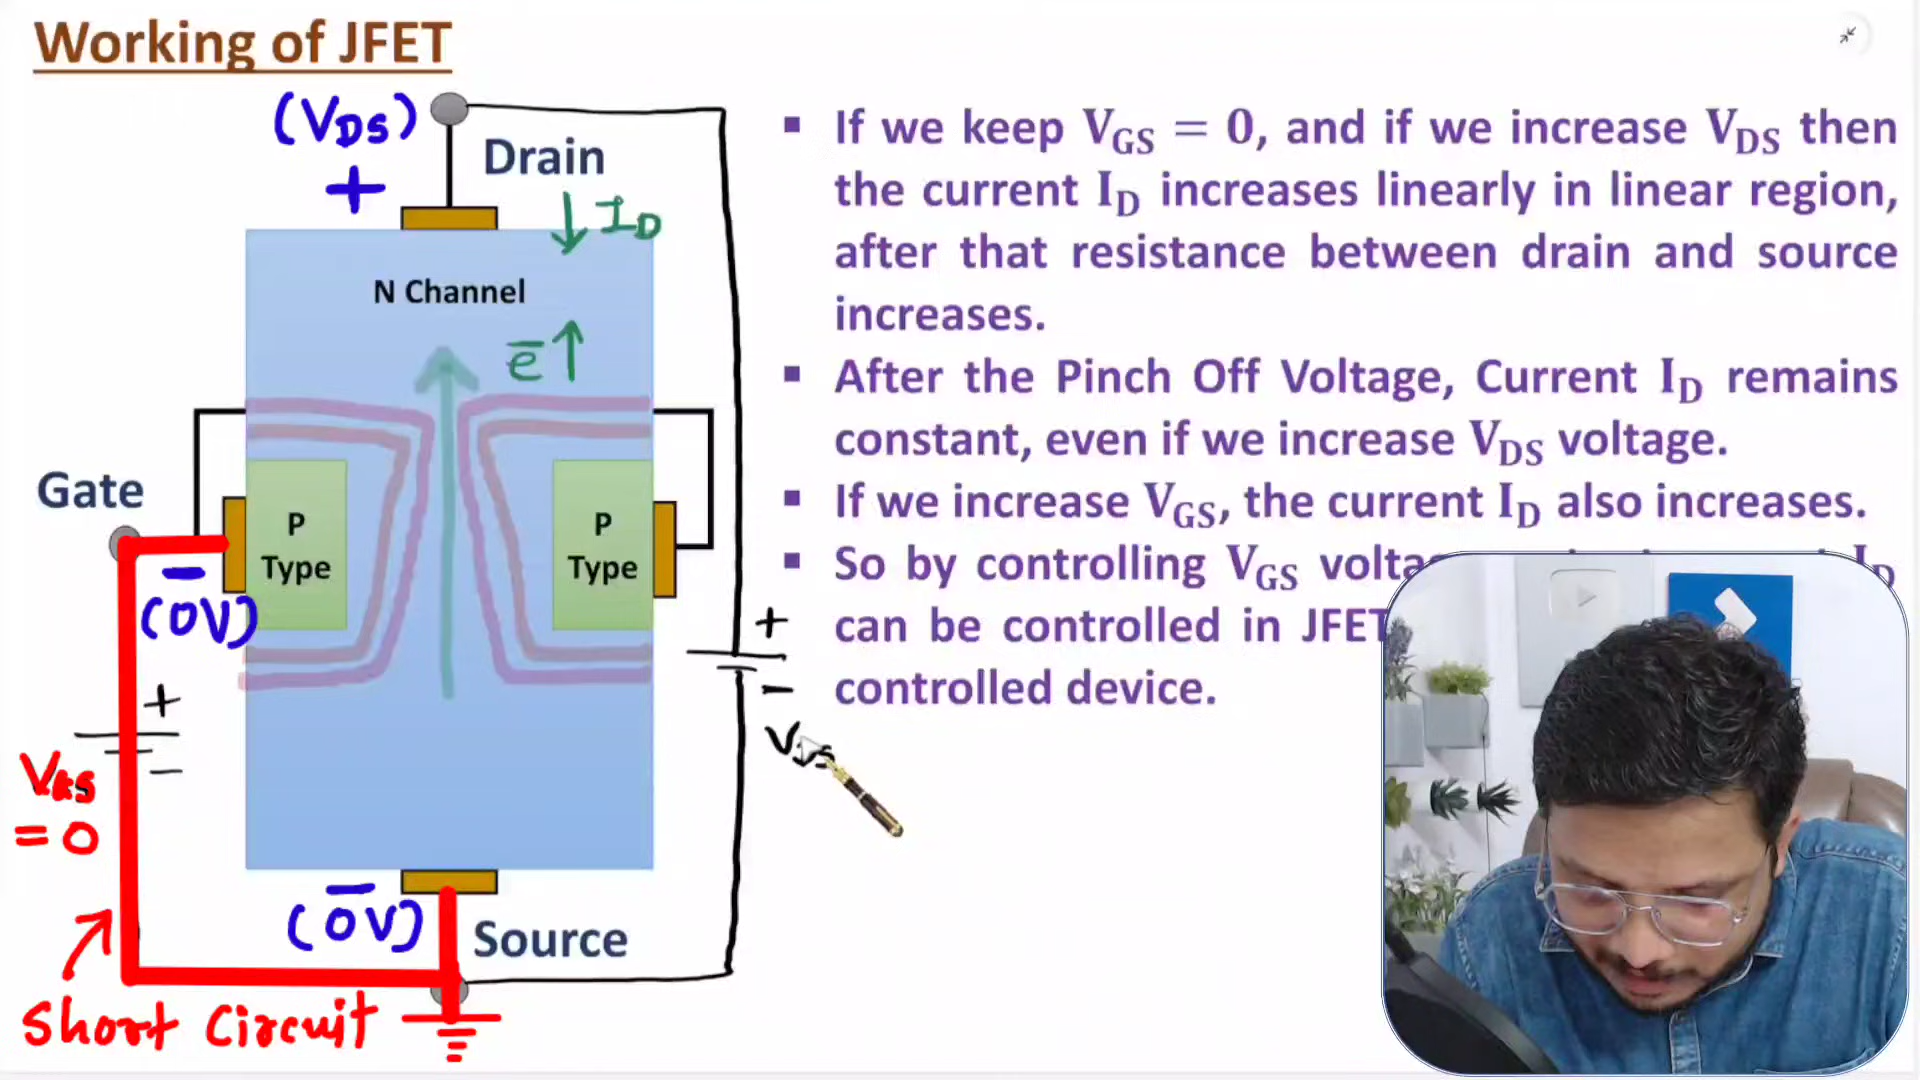 Working of JFET
(VDS)
+
Drain
↓ ID
N Channel
e̅ ↑
Gate
P
Type
P
Type
−
(0V)
+
−
VGS
= 0
+
−
−
(0V)
Source
Short Circuit
▪ If we keep VGS = 0, and if we increase VDS then
the current ID increases linearly in linear region,
after that resistance between drain and source
increases.
▪ After the Pinch Off Voltage, Current ID remains
constant, even if we increase VDS voltage.
▪ If we increase VGS, the current ID also increases.
▪ So by controlling VGS
ID
can be controlled in JFET
controlled device.